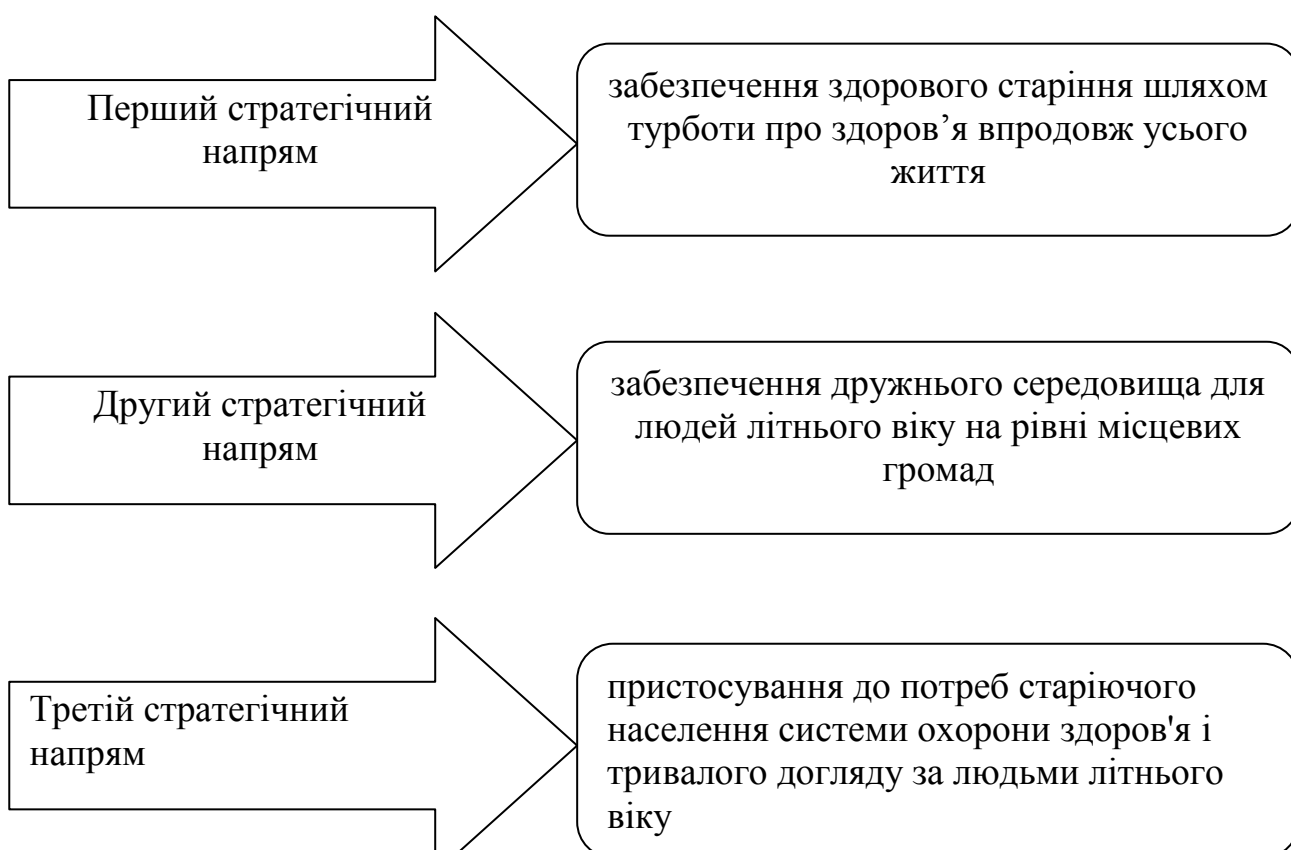 Перший стратегічний
напрям
забезпечення здорового старіння шляхом
турботи про здоров’я впродовж усього
життя
Другий стратегічний
напрям
забезпечення дружнього середовища для
людей літнього віку на рівні місцевих
громад
Третій стратегічний
напрям
пристосування до потреб старіючого
населення системи охорони здоров'я і
тривалого догляду за людьми літнього
віку